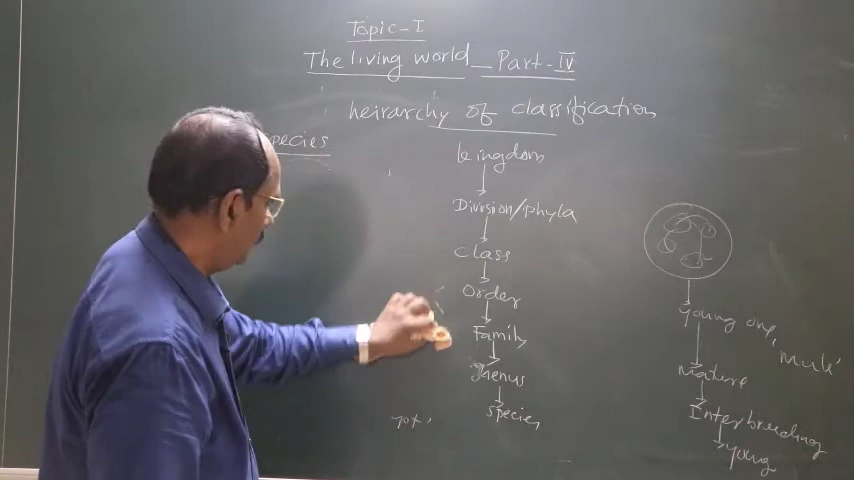 Topic-I
The living world - Part-IV
heirarchy of classification
pecies
kingdom
Division/phyla
Class
Order
Family
Genus
Species
young one, 'Mule'
Mature
Interbreeding
young